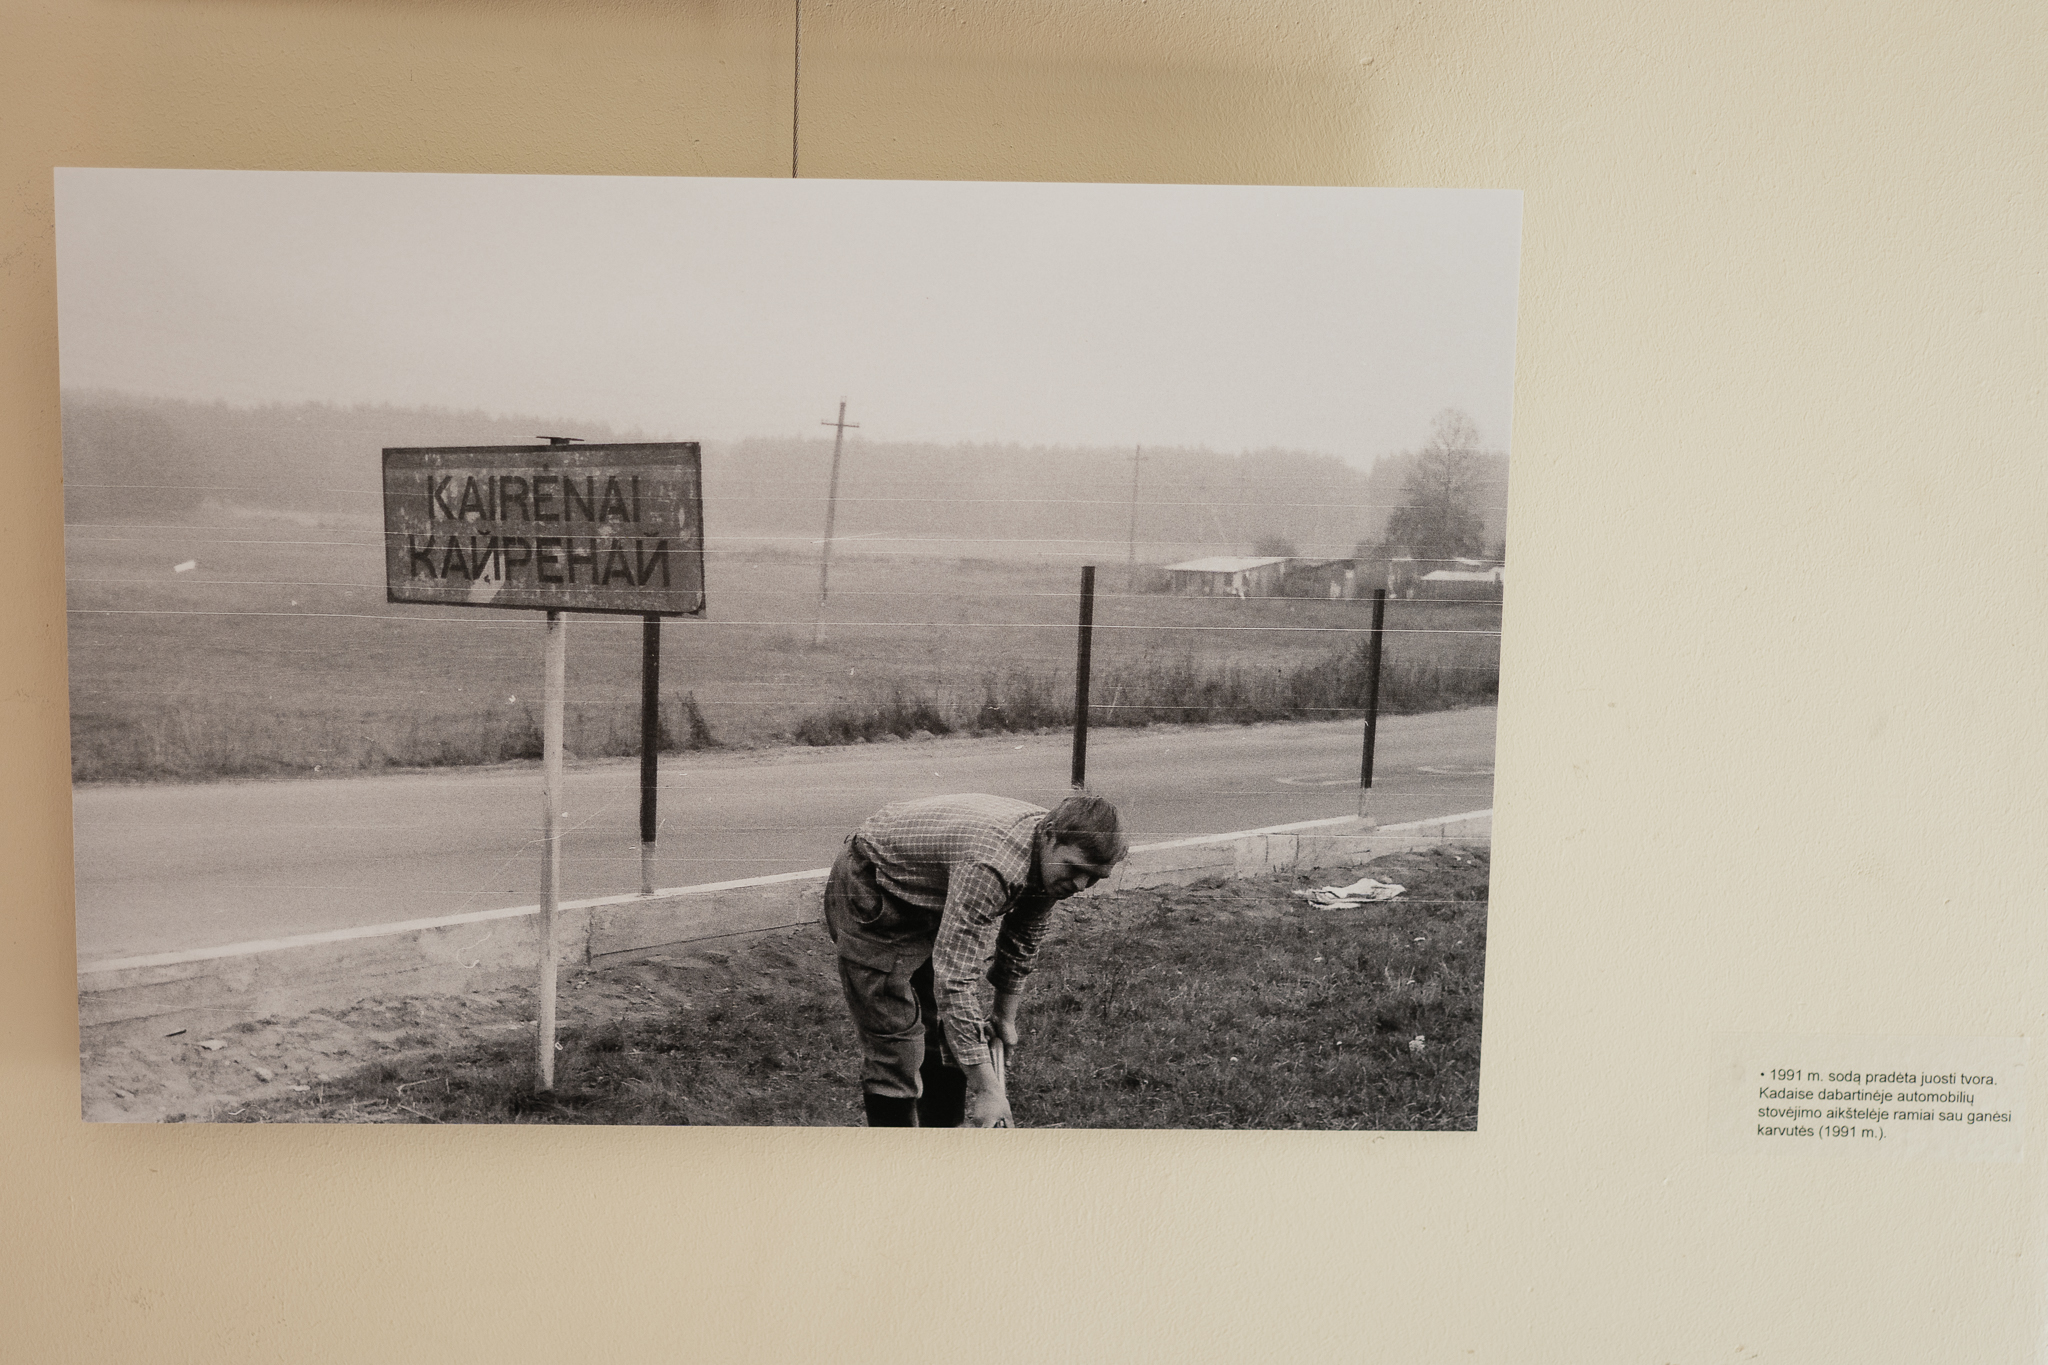 KAIRĖNAI
КАЙРЕНАЙ
• 1991 m. sodą pradėta juosti tvora.
Kadaise dabartinėje automobilių
stovėjimo aikštelėje ramiai sau ganėsi
karvutės (1991 m.).